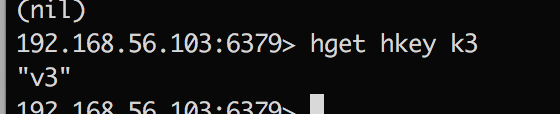 (nil)
192.168.56.103:6379> hget hkey k3
"v3"
192.168.56.103:6379>